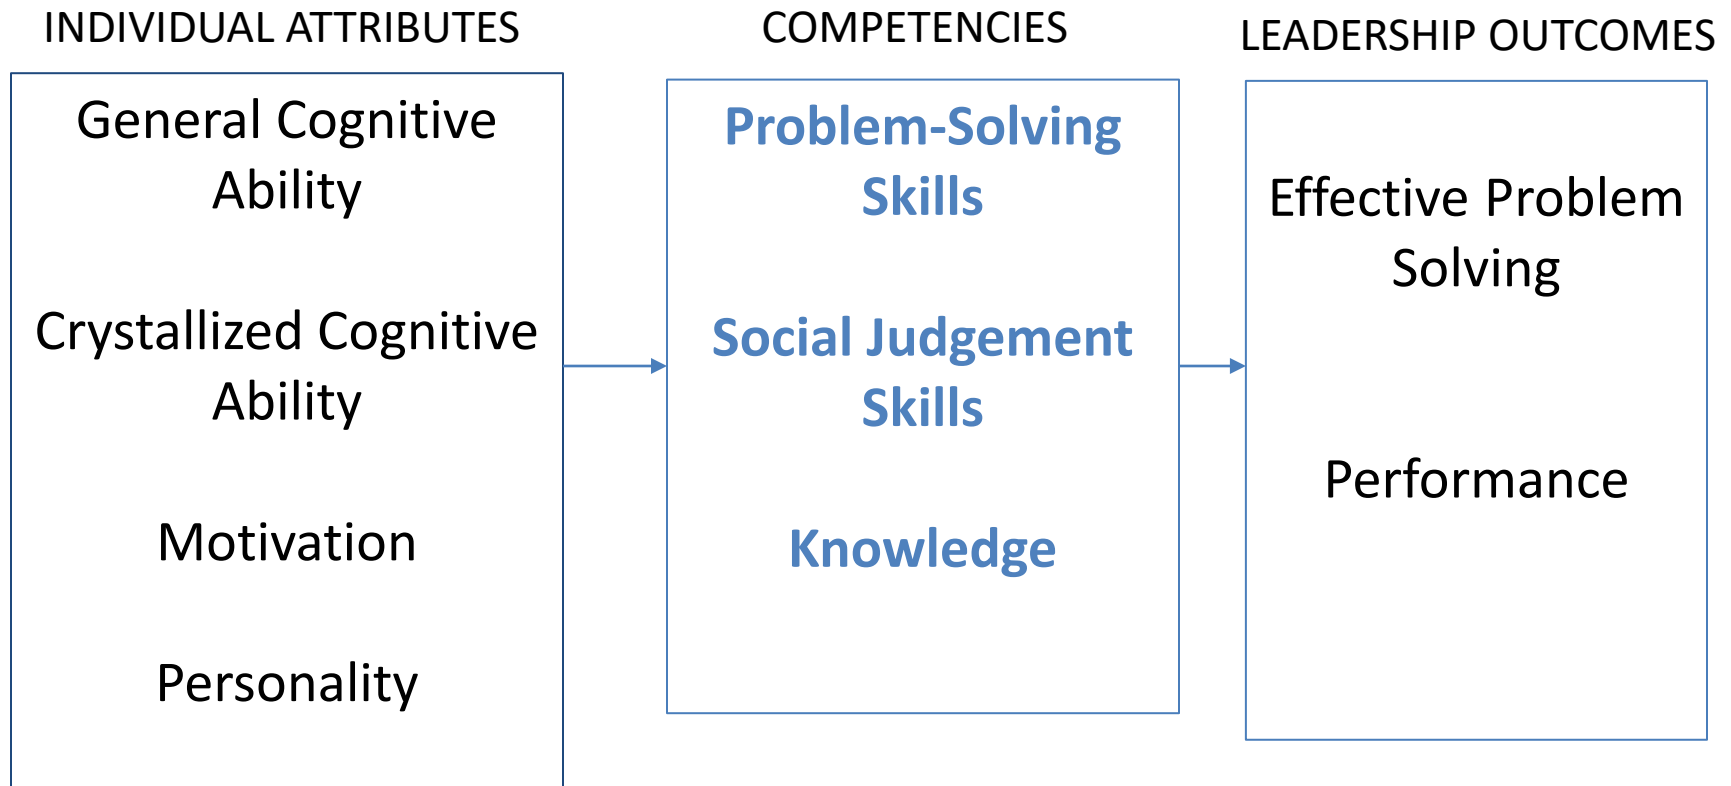 INDIVIDUAL ATTRIBUTES
General Cognitive
Ability
Crystallized Cognitive
Ability
Motivation
Personality
COMPETENCIES
Problem-Solving
Skills
Social Judgement
Skills
Knowledge
LEADERSHIP OUTCOMES
Effective Problem
Solving
Performance